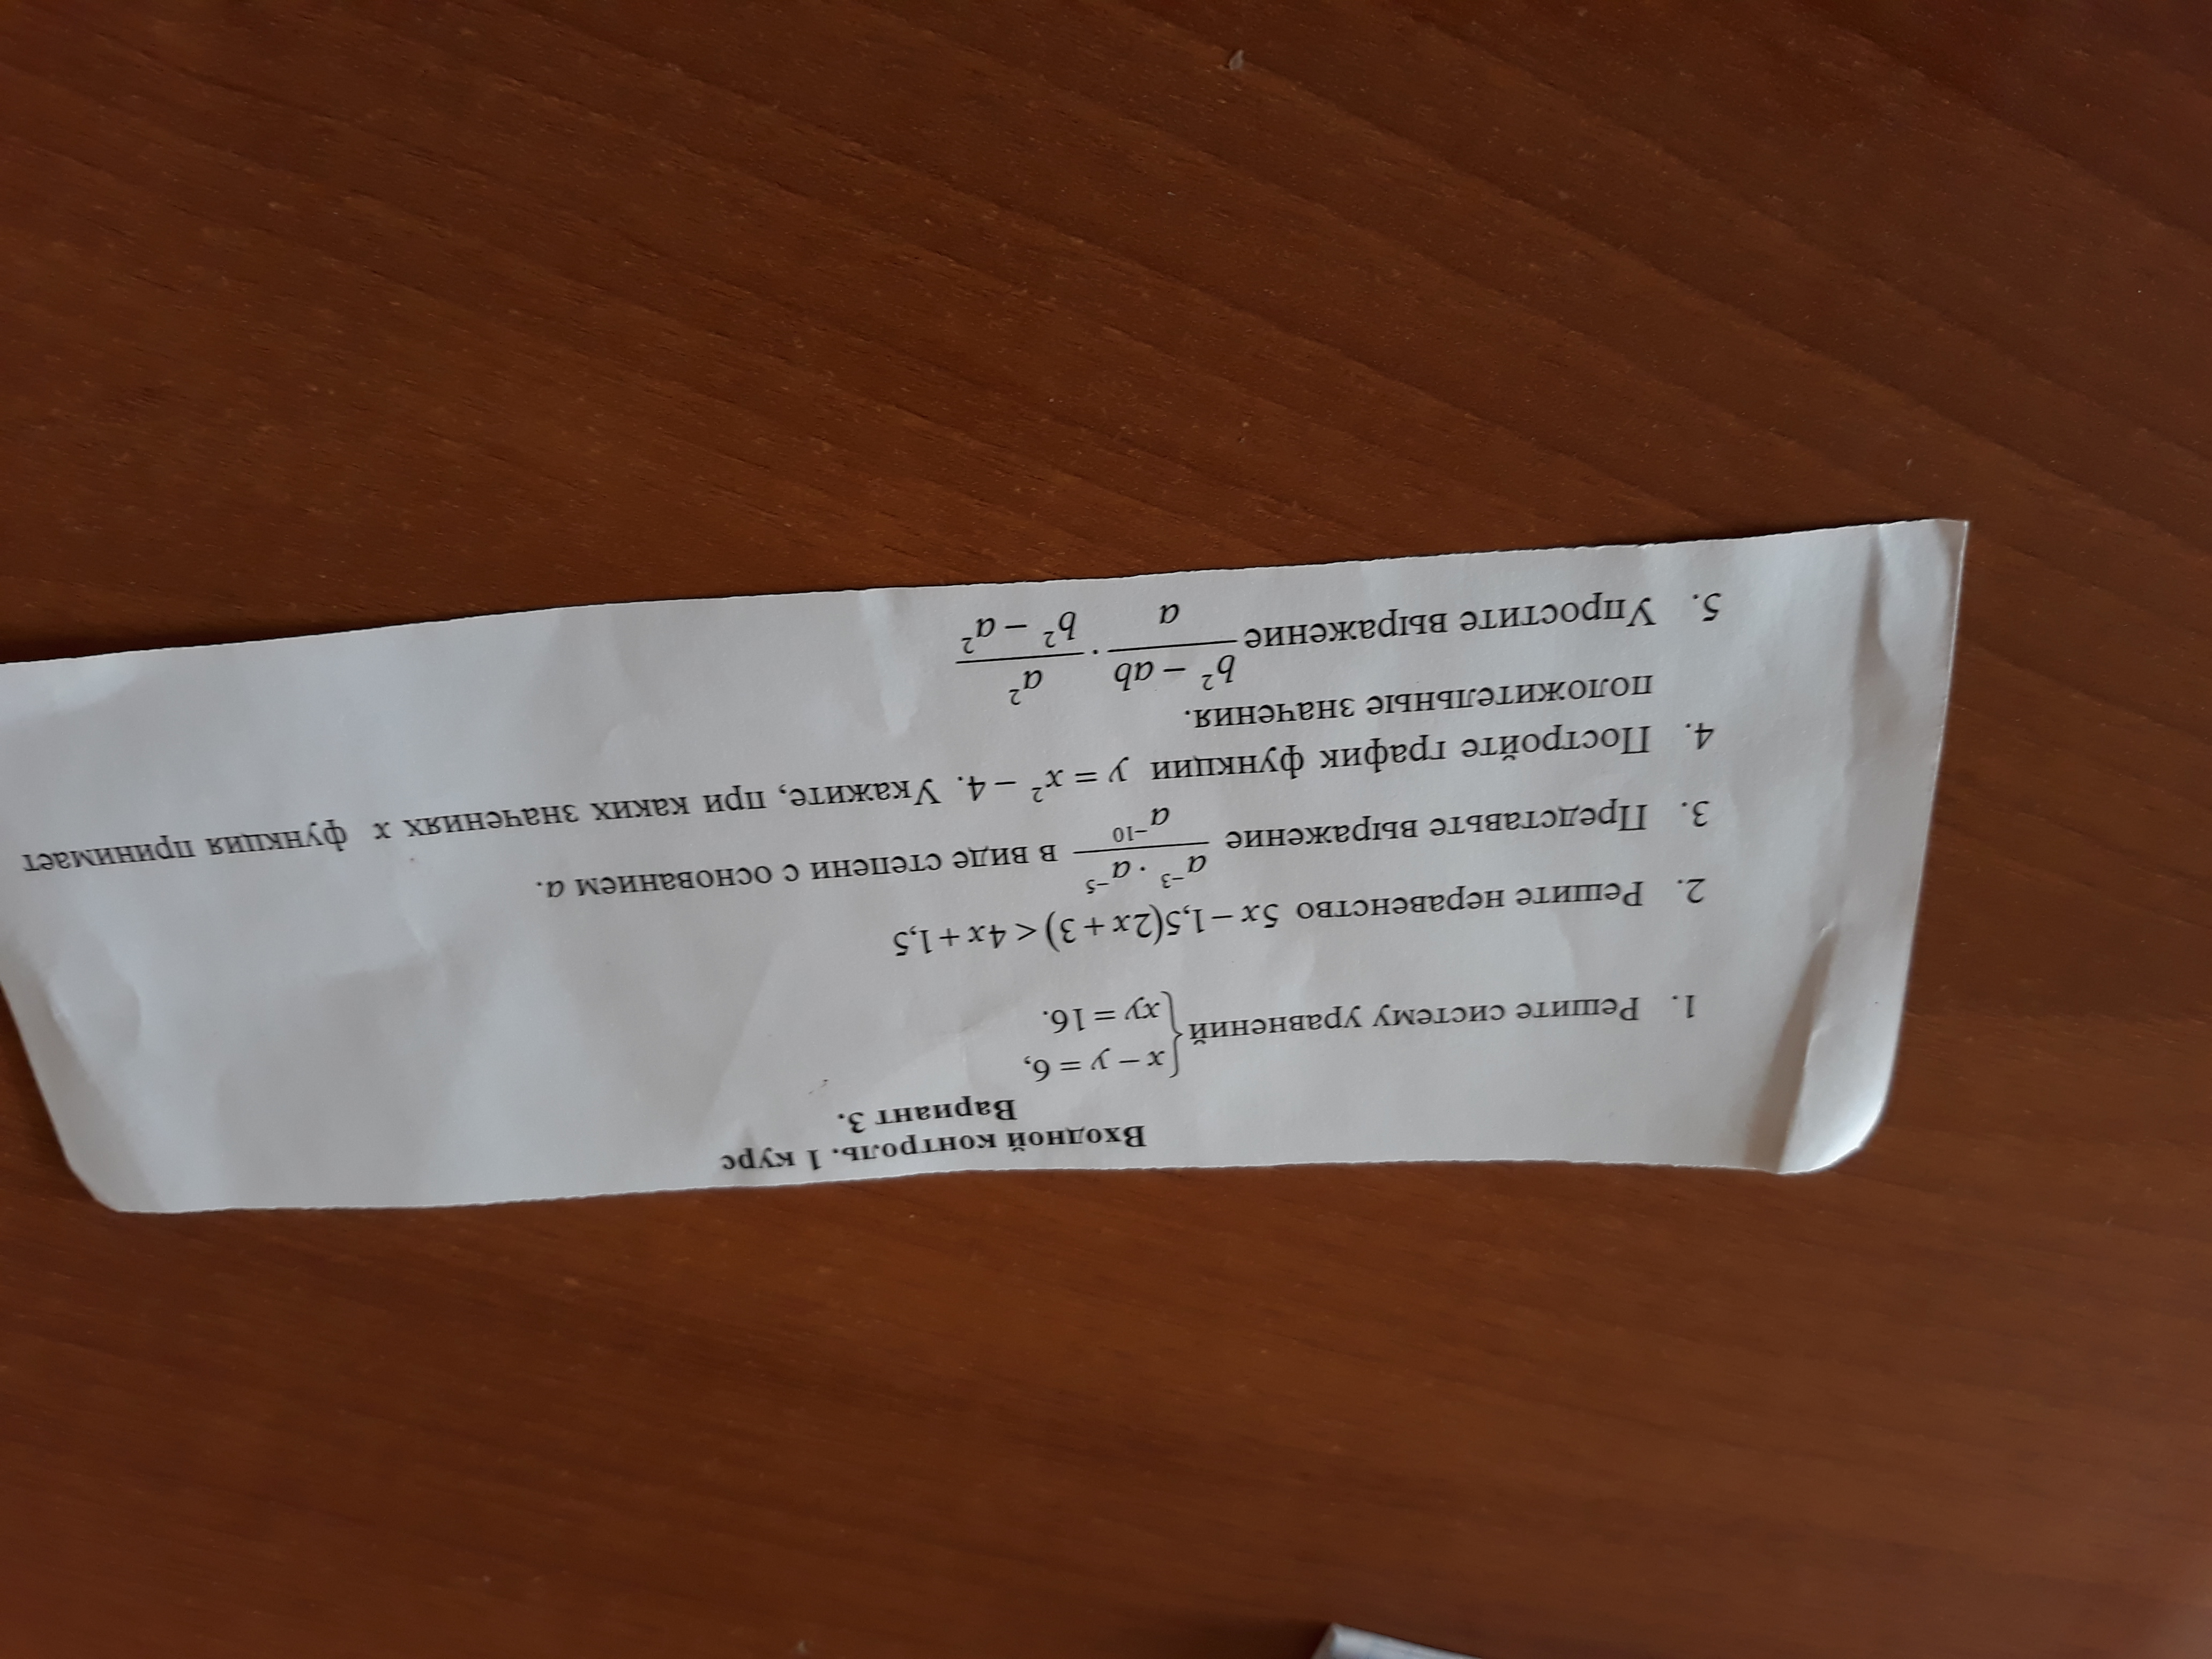 Входной контроль. 1 курс
Вариант 3.
1. Решите систему уравнений { x − y = 6,
xy = 16.
2. Решите неравенство 5x − 1,5(2x + 3) < 4x + 1,5
3. Представьте выражение (a⁻³ · a⁻⁵) / a⁻¹⁰ в виде степени с основанием a.
4. Постройте график функции y = x² − 4. Укажите, при каких значениях x функция принимает
положительные значения.
5. Упростите выражение (b² − ab) / a · a² / (b² − a²)